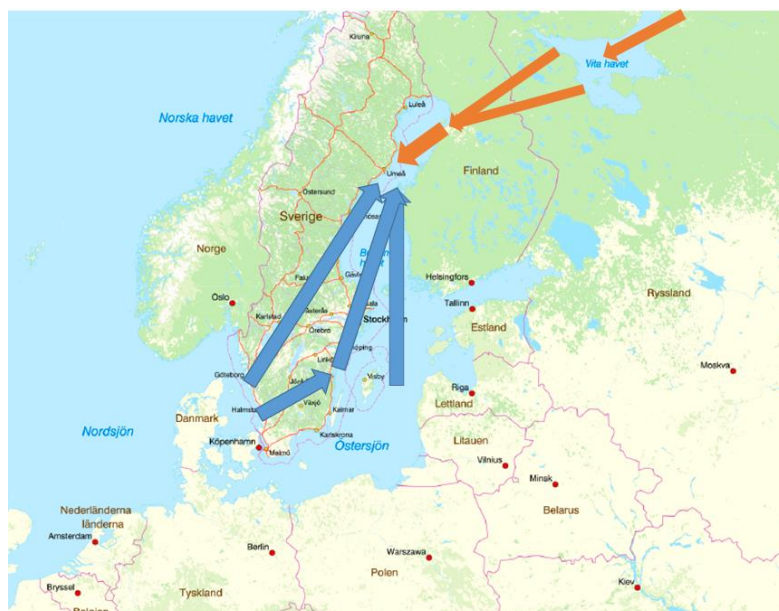 Kiruna
Vita havet
Luleå
Norska havet
Umeå
Finland
Östersund
Sverige
Norge
Helsingfors
Oslo
Tallinn
Ryssland
Karlstad
Stockholm
Örebro
Estland
Göteborg
Visby
Moskva
Riga
Danmark
Växjö
Lettland
Kalmar
Nordsjön
Karlskrona
Köpenhamn
Östersjön
Litauen
Malmö
Vilnius
Minsk
Nederländerna
länderna
Belarus
Amsterdam
Berlin
Warszawa
Polen
Bryssel
Tyskland
Kiev